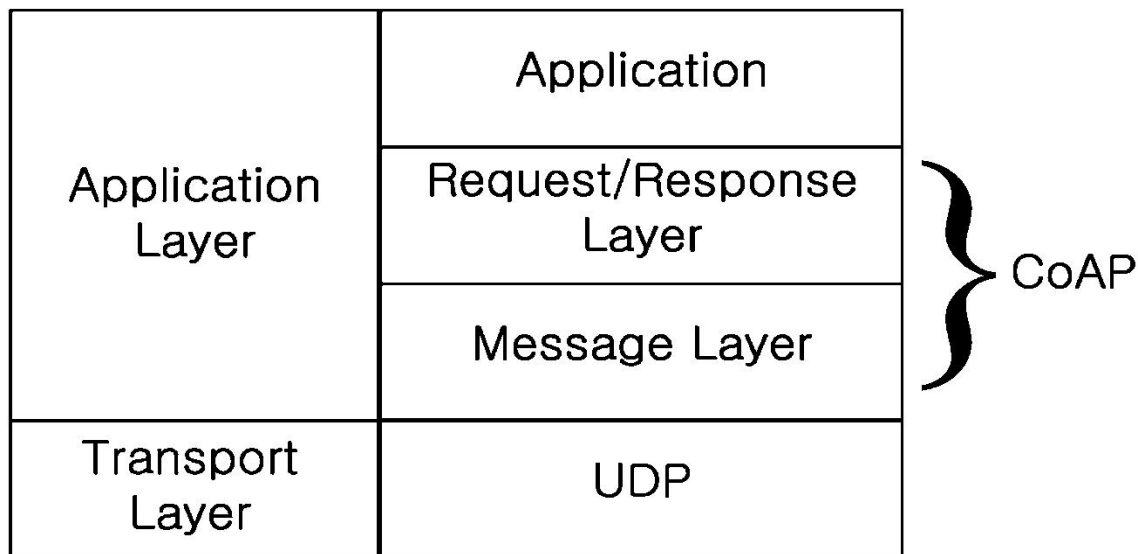 Application
Layer
Application
Request/Response
Layer
Message Layer
CoAP
Transport
Layer
UDP